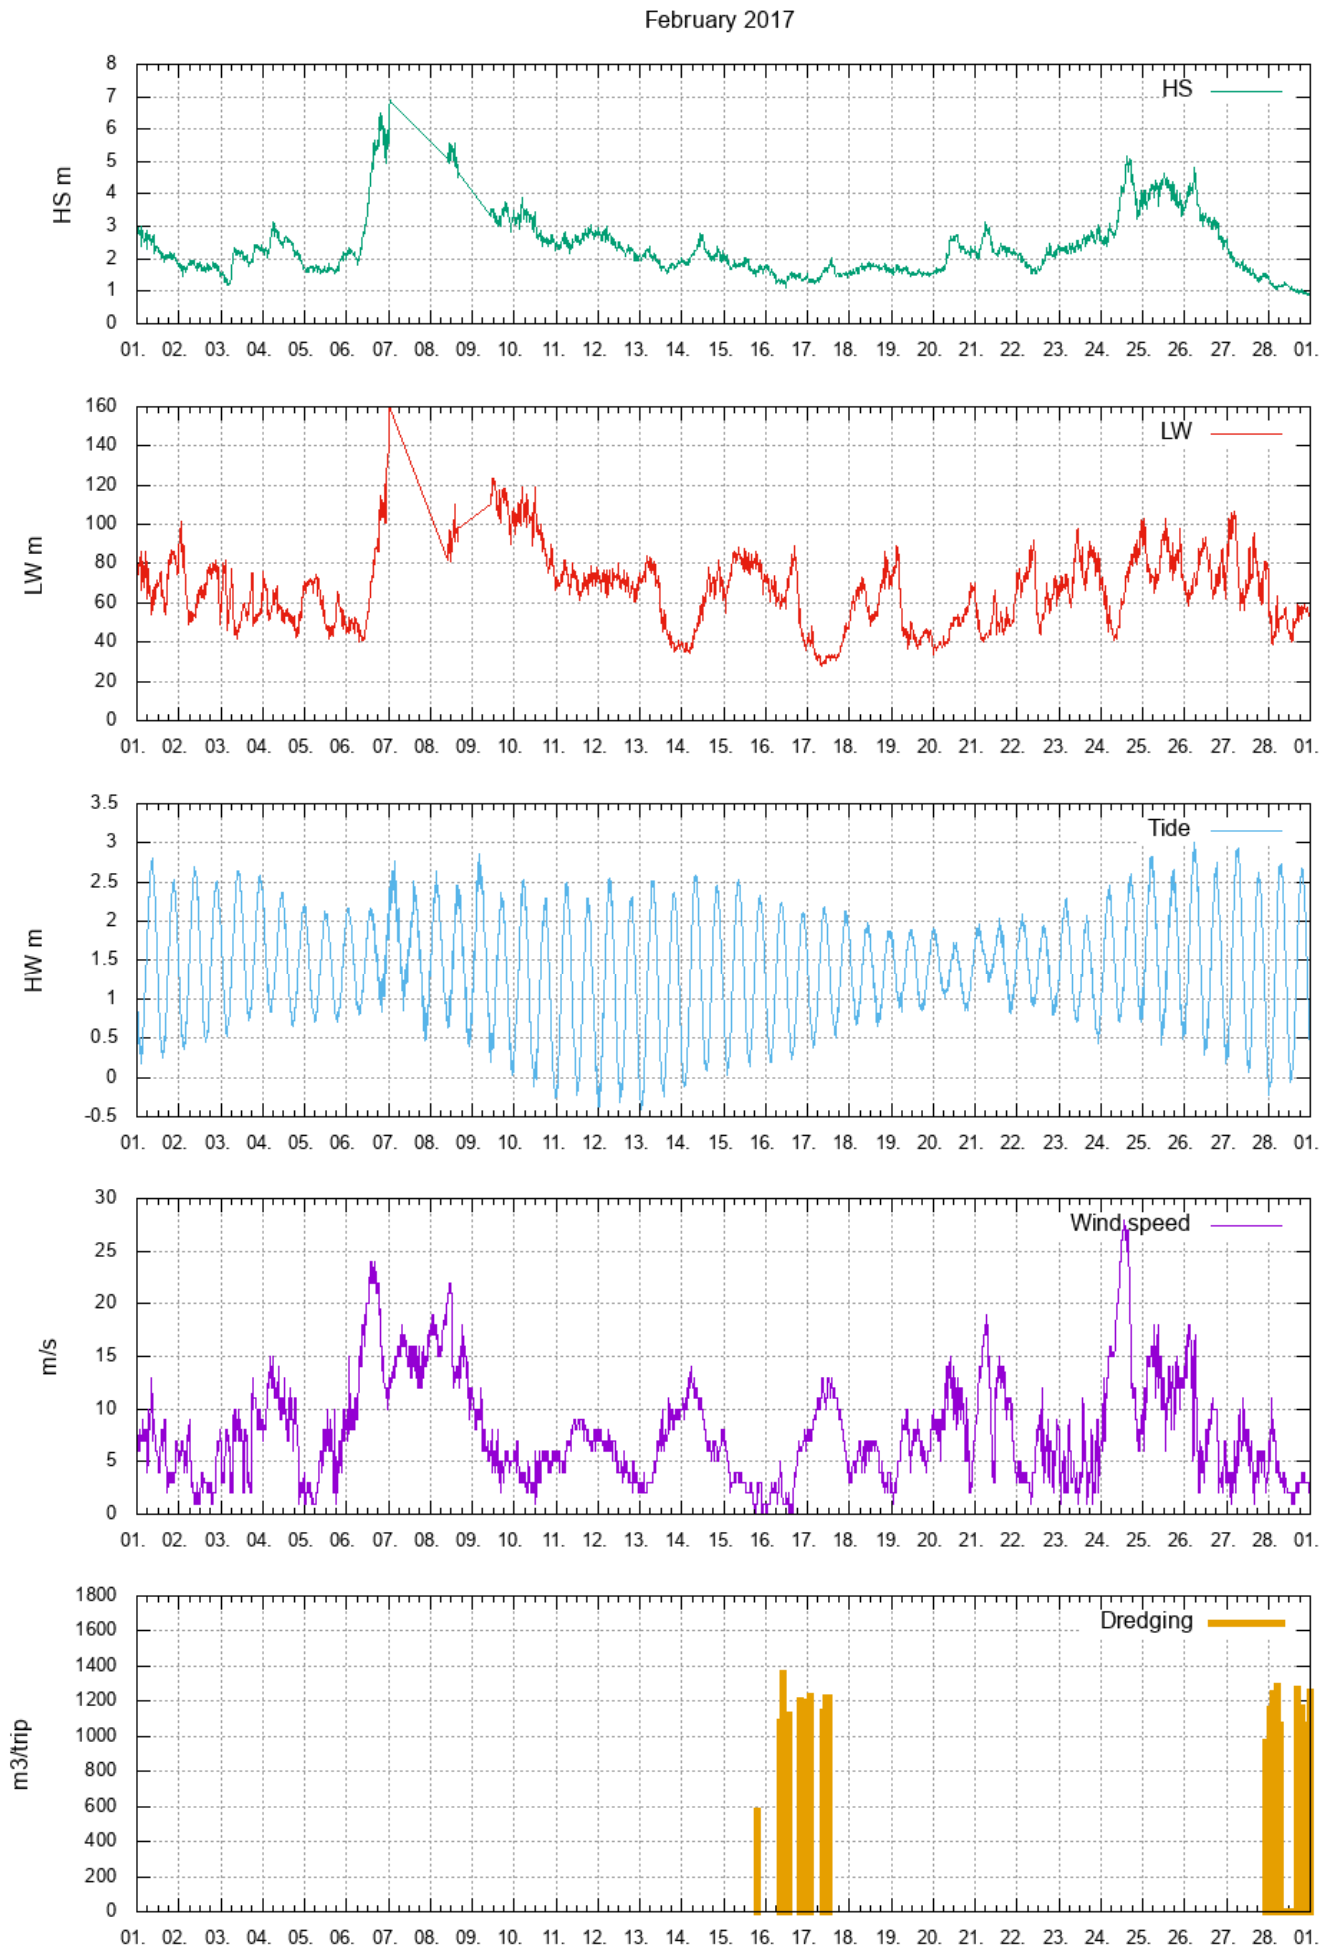 February 2017
8
7
6
5
4
3
2
1
0
HS m
HS
01. 02. 03. 04. 05. 06. 07. 08. 09. 10. 11. 12. 13. 14. 15. 16. 17. 18. 19. 20. 21. 22. 23. 24. 25. 26. 27. 28. 01.
160
140
120
100
80
60
40
20
0
LW m
LW
01. 02. 03. 04. 05. 06. 07. 08. 09. 10. 11. 12. 13. 14. 15. 16. 17. 18. 19. 20. 21. 22. 23. 24. 25. 26. 27. 28. 01.
3.5
3
2.5
2
1.5
1
0.5
0
-0.5
HW m
Tide
01. 02. 03. 04. 05. 06. 07. 08. 09. 10. 11. 12. 13. 14. 15. 16. 17. 18. 19. 20. 21. 22. 23. 24. 25. 26. 27. 28. 01.
30
25
20
15
10
5
0
m/s
Wind speed
01. 02. 03. 04. 05. 06. 07. 08. 09. 10. 11. 12. 13. 14. 15. 16. 17. 18. 19. 20. 21. 22. 23. 24. 25. 26. 27. 28. 01.
1800
1600
1400
1200
1000
800
600
400
200
0
m3/trip
Dredging
01. 02. 03. 04. 05. 06. 07. 08. 09. 10. 11. 12. 13. 14. 15. 16. 17. 18. 19. 20. 21. 22. 23. 24. 25. 26. 27. 28. 01.